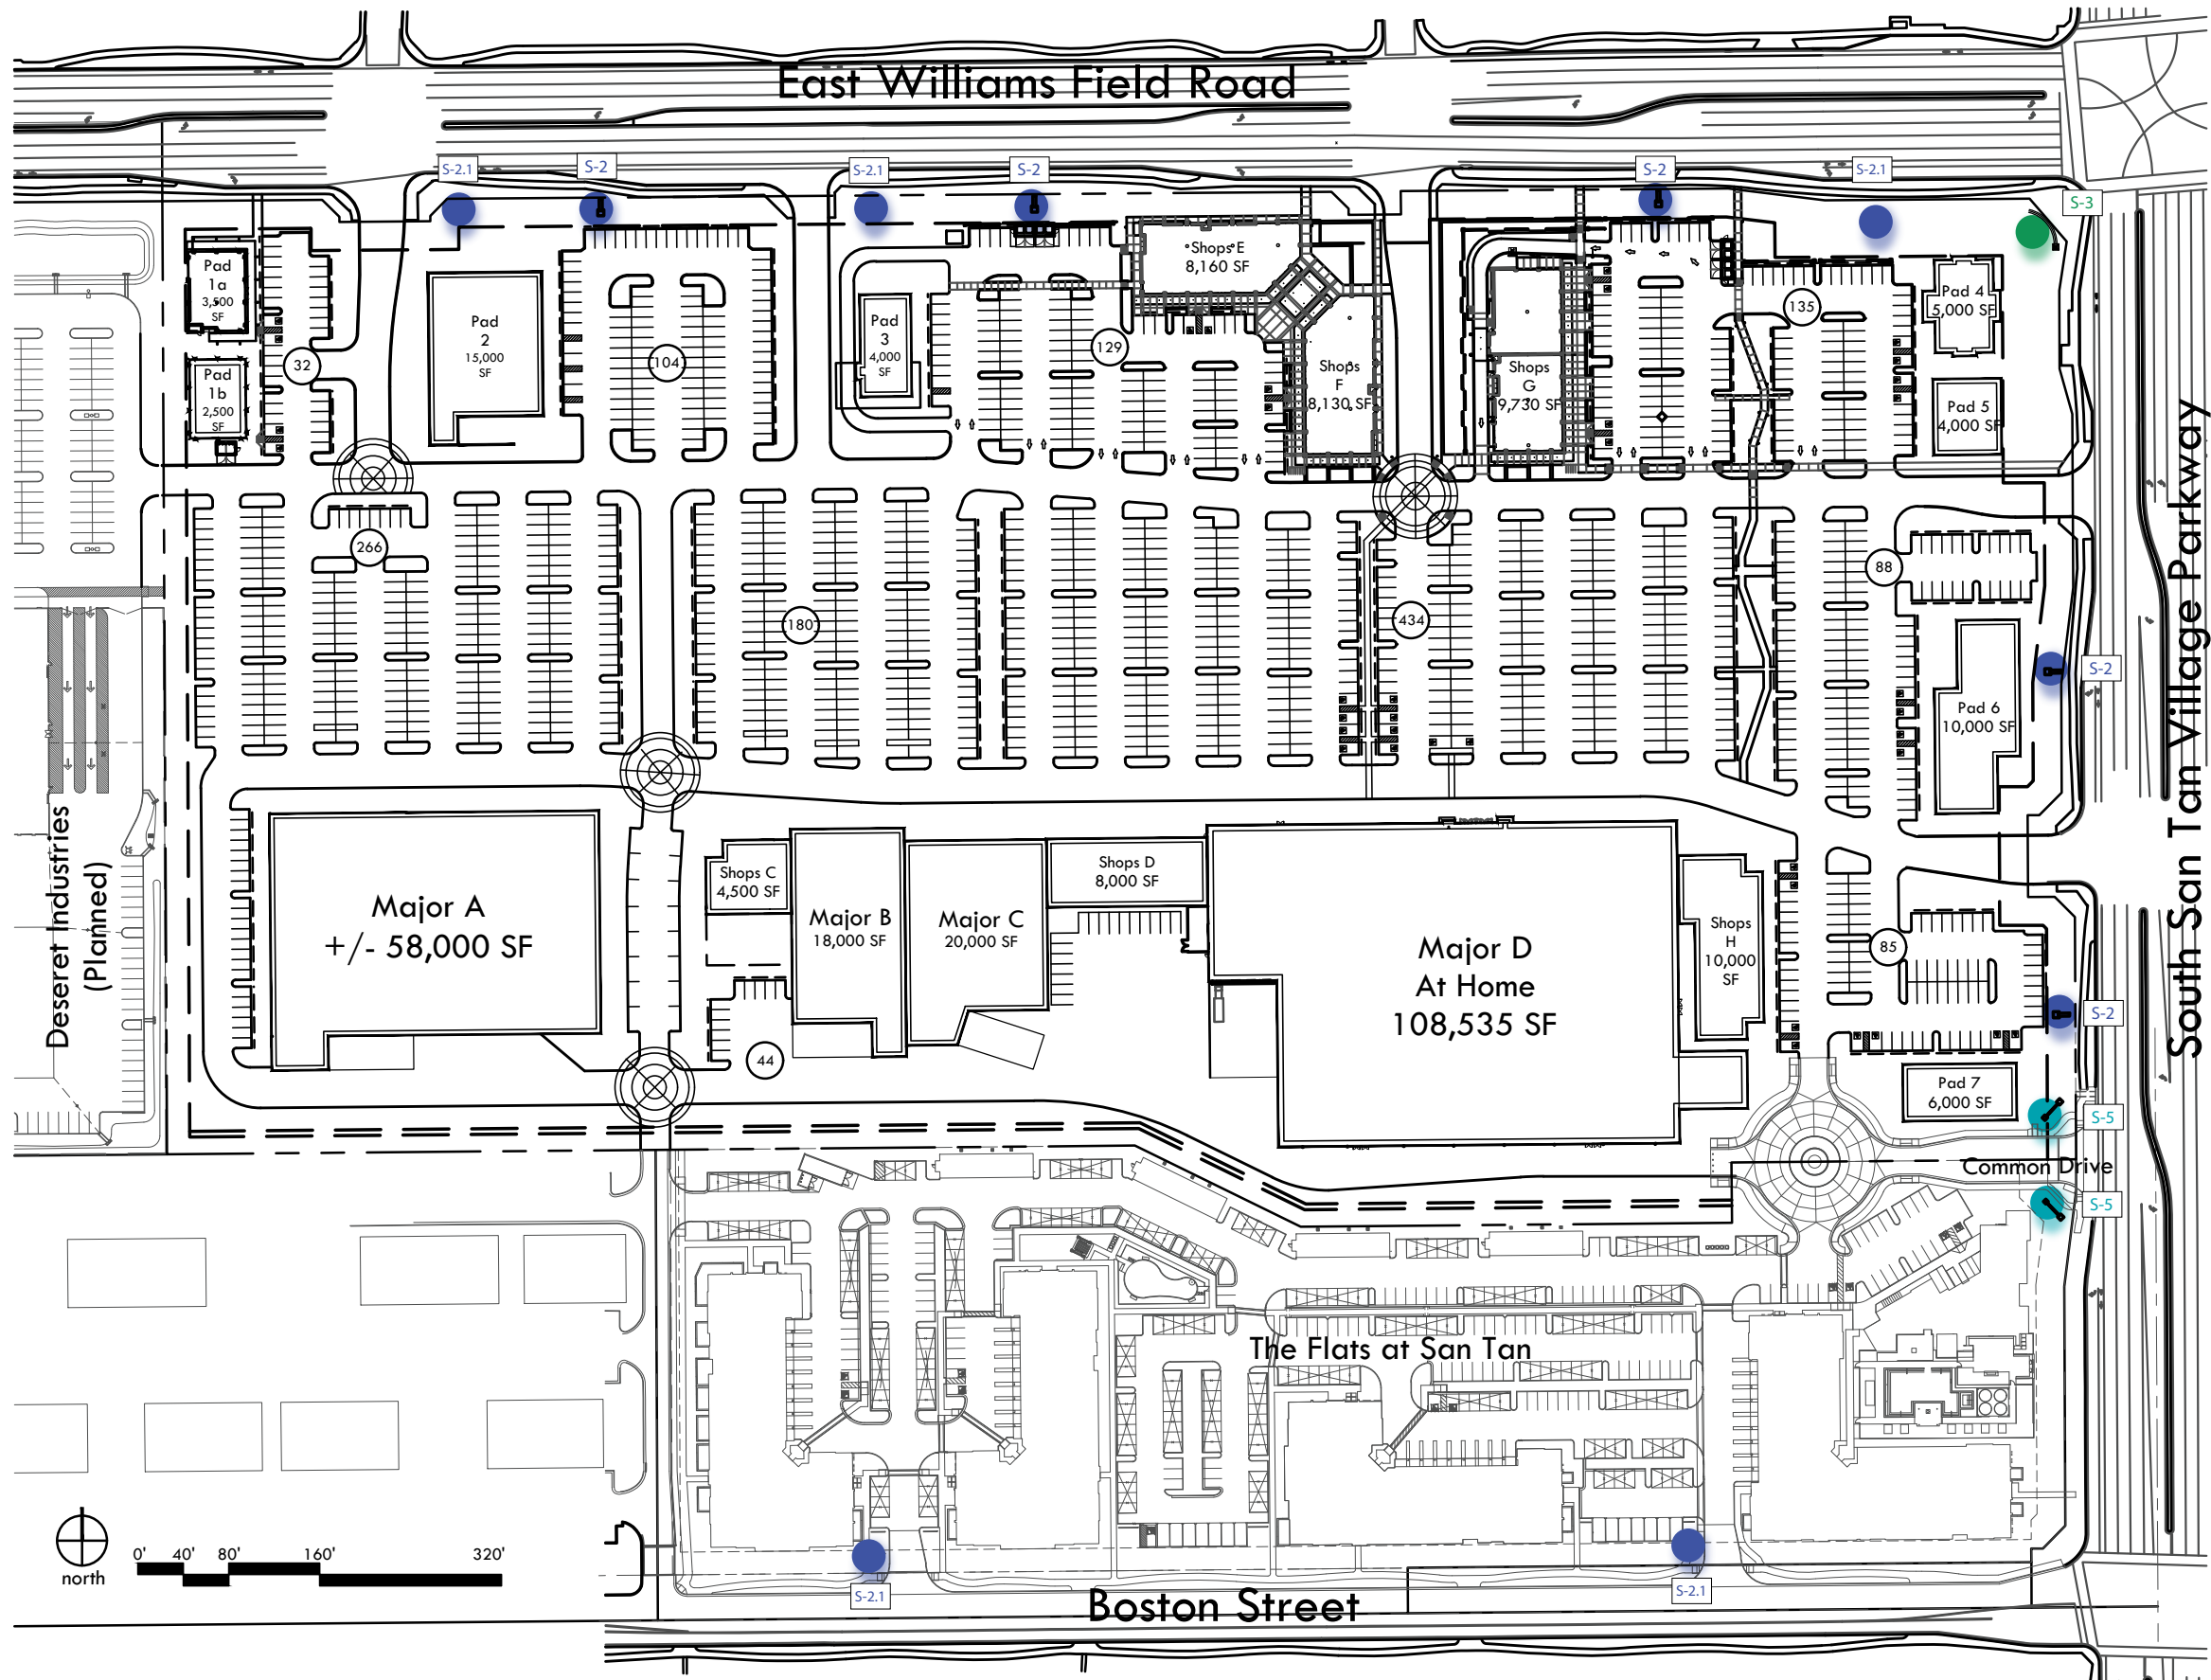 East Williams Field Road
S-2.1
S-2
S-2.1
S-2
S-2
S-2.1
S-3
Pad
1a
3,500
SF
Pad
1b
2,500
SF
32
Pad
2
15,000
SF
104
Pad
3
4,000
SF
129
Shops E
8,160 SF
Shops
F
8,130 SF
Shops
G
9,730 SF
135
Pad 4
5,000 SF
Pad 5
4,000 SF
South San Tan Village Parkway
266
180
434
88
Pad 6
10,000 SF
S-2
Deseret Industries
(Planned)
Major A
+/- 58,000 SF
Shops C
4,500 SF
Major B
18,000 SF
Major C
20,000 SF
Shops D
8,000 SF
Major D
At Home
108,535 SF
Shops
H
10,000
SF
85
S-2
44
Pad 7
6,000 SF
S-5
Common Drive
S-5
The Flats at San Tan
north
0' 40' 80' 160' 320'
S-2.1
S-2.1
Boston Street